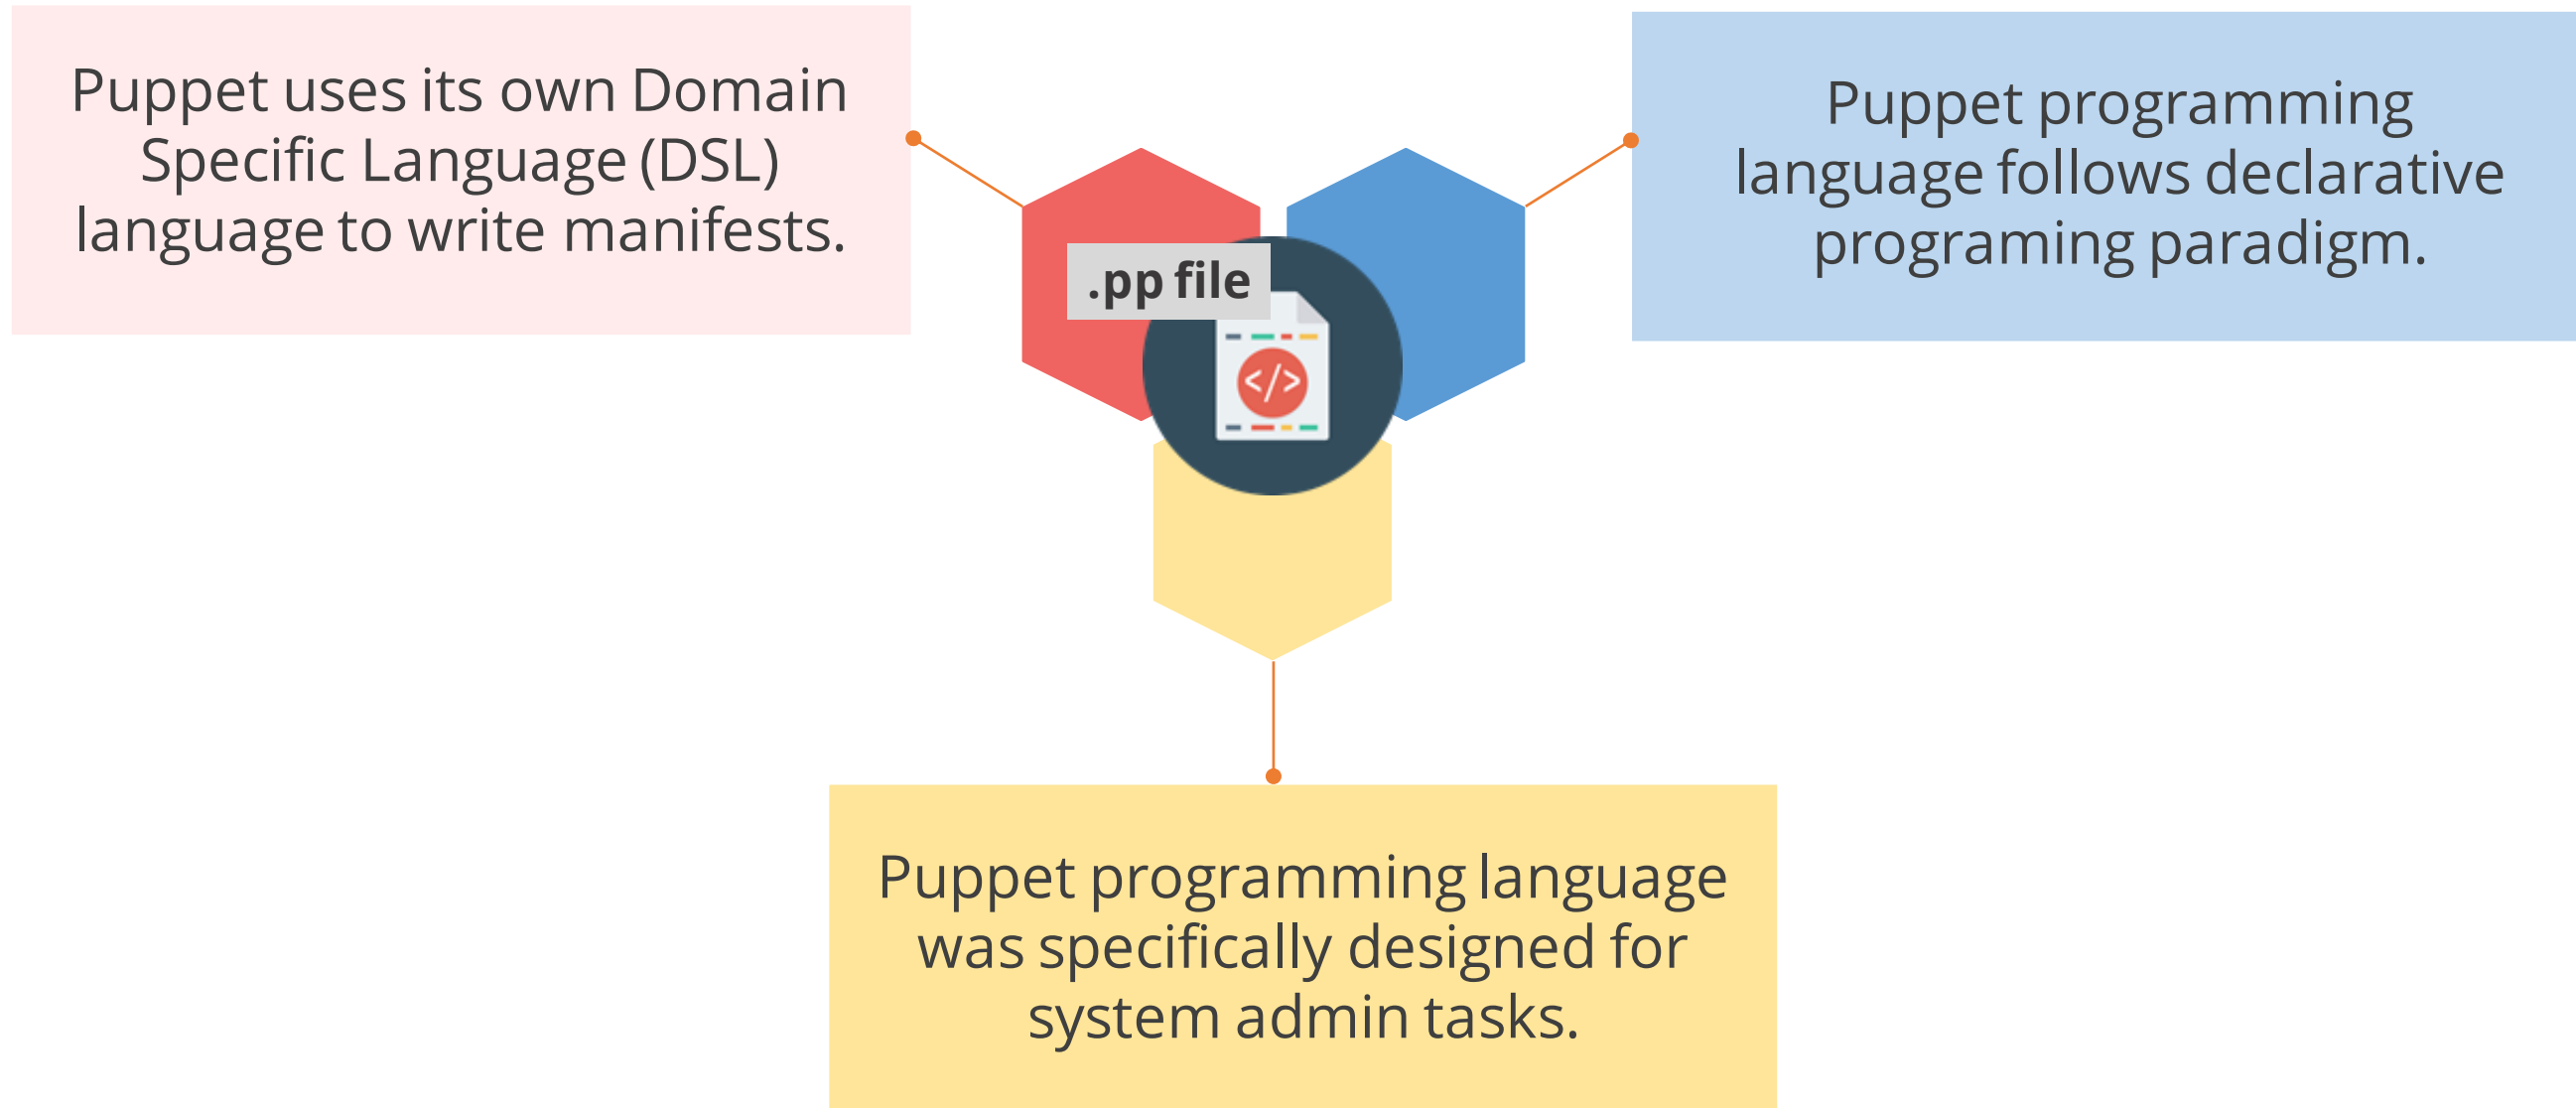 Puppet uses its own Domain
Specific Language (DSL)
language to write manifests.
Puppet programming
language follows declarative
programing paradigm.
.pp file
</>
Puppet programming language
was specifically designed for
system admin tasks.